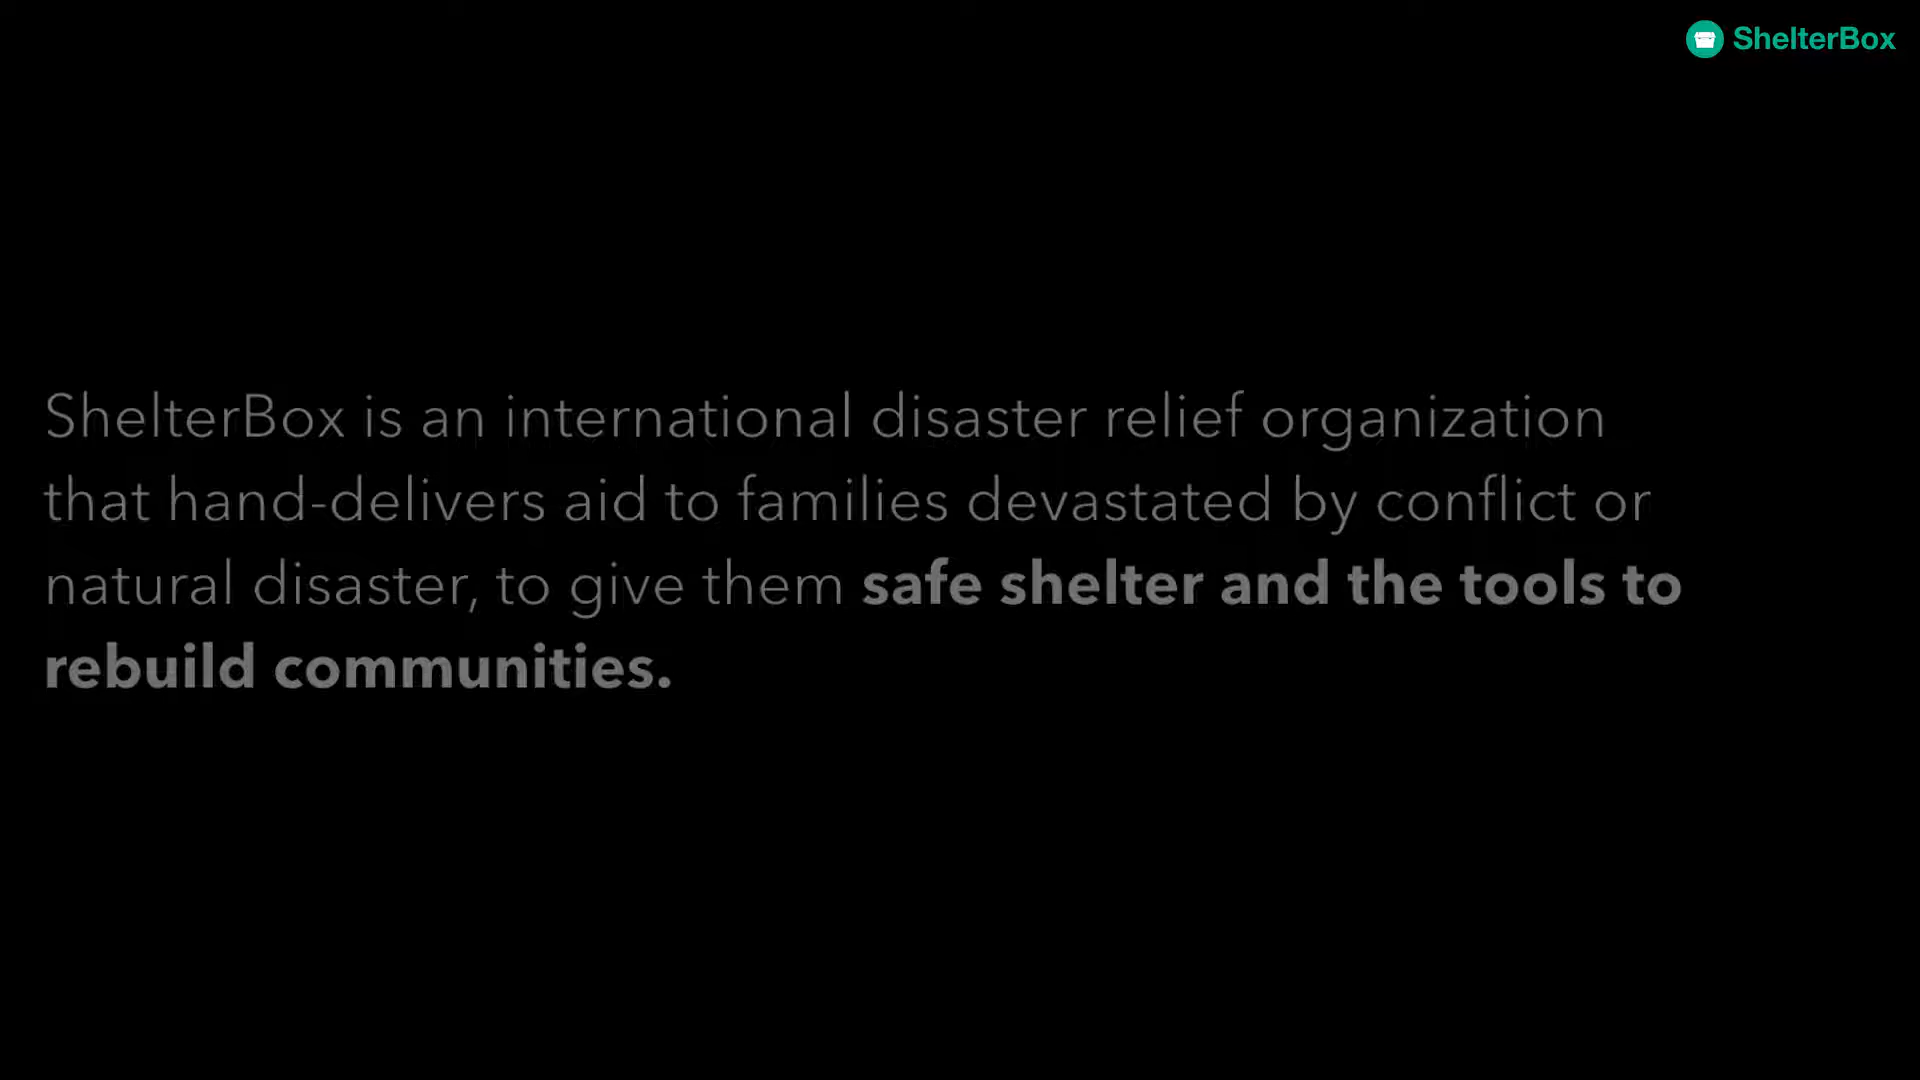 ShelterBox
ShelterBox is an international disaster relief organization
that hand-delivers aid to families devastated by conflict or
natural disaster, to give them safe shelter and the tools to
rebuild communities.